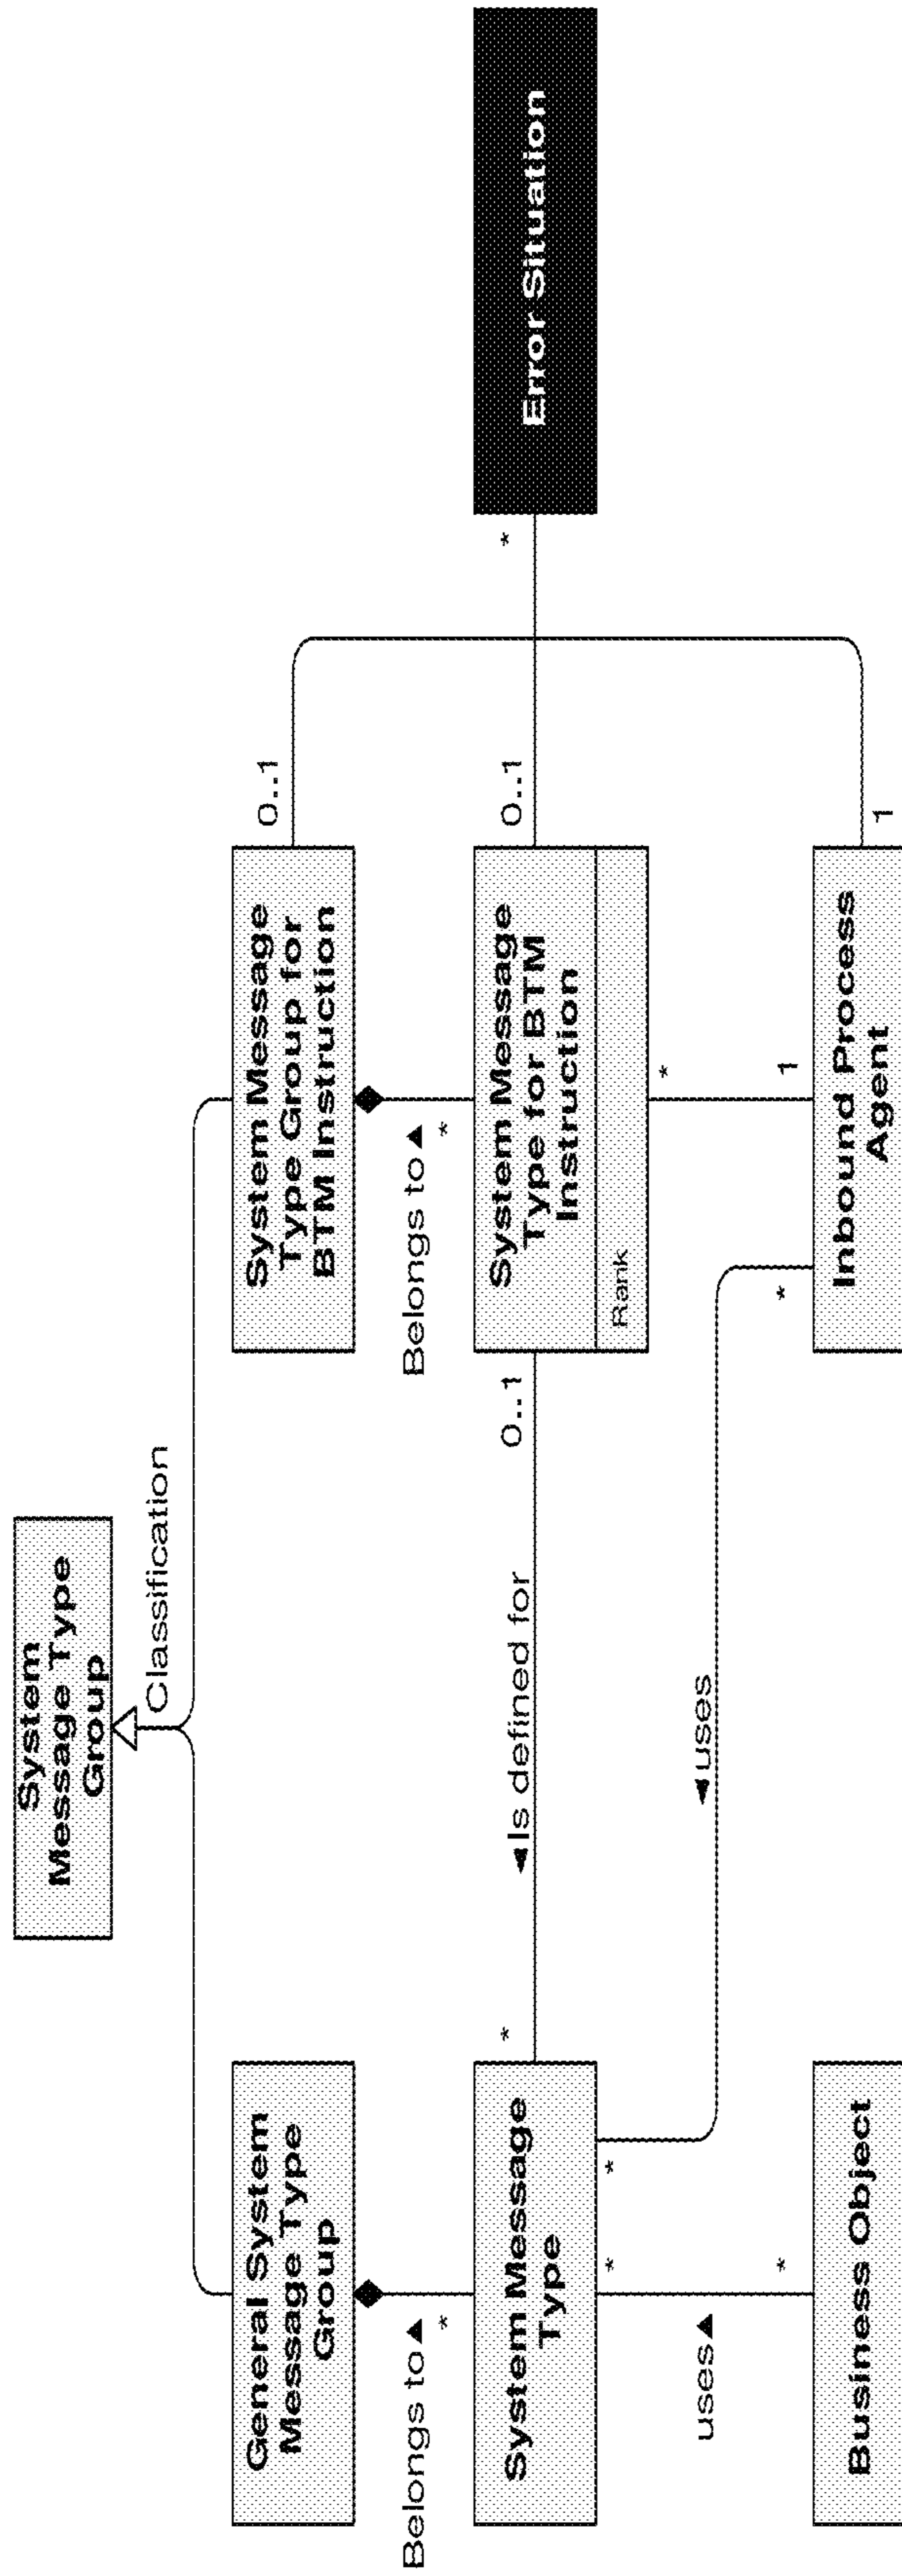 System
Message Type
Group
Classification
General System
Message Type
Group
System Message
Type Group for
BTM Instruction
0..1
Belongs to▲
*
Belongs to▲
*
System Message
Type
*
◄Is defined for
0..1
System Message
Type for BTM
Instruction
Rank
0..1
*
Error Situation
*
*
*
uses▲
*
◄uses
*
1
Business Object
Inbound Process
Agent
1